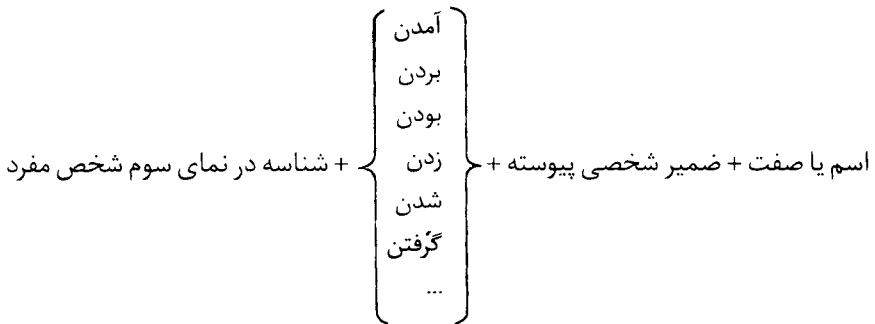 اسم یا صفت + ضمیر شخصی پیوسته +
آمدن
بردن
بودن
زدن
شدن
گرفتن
...
+ شناسه در نمای سوم شخص مفرد